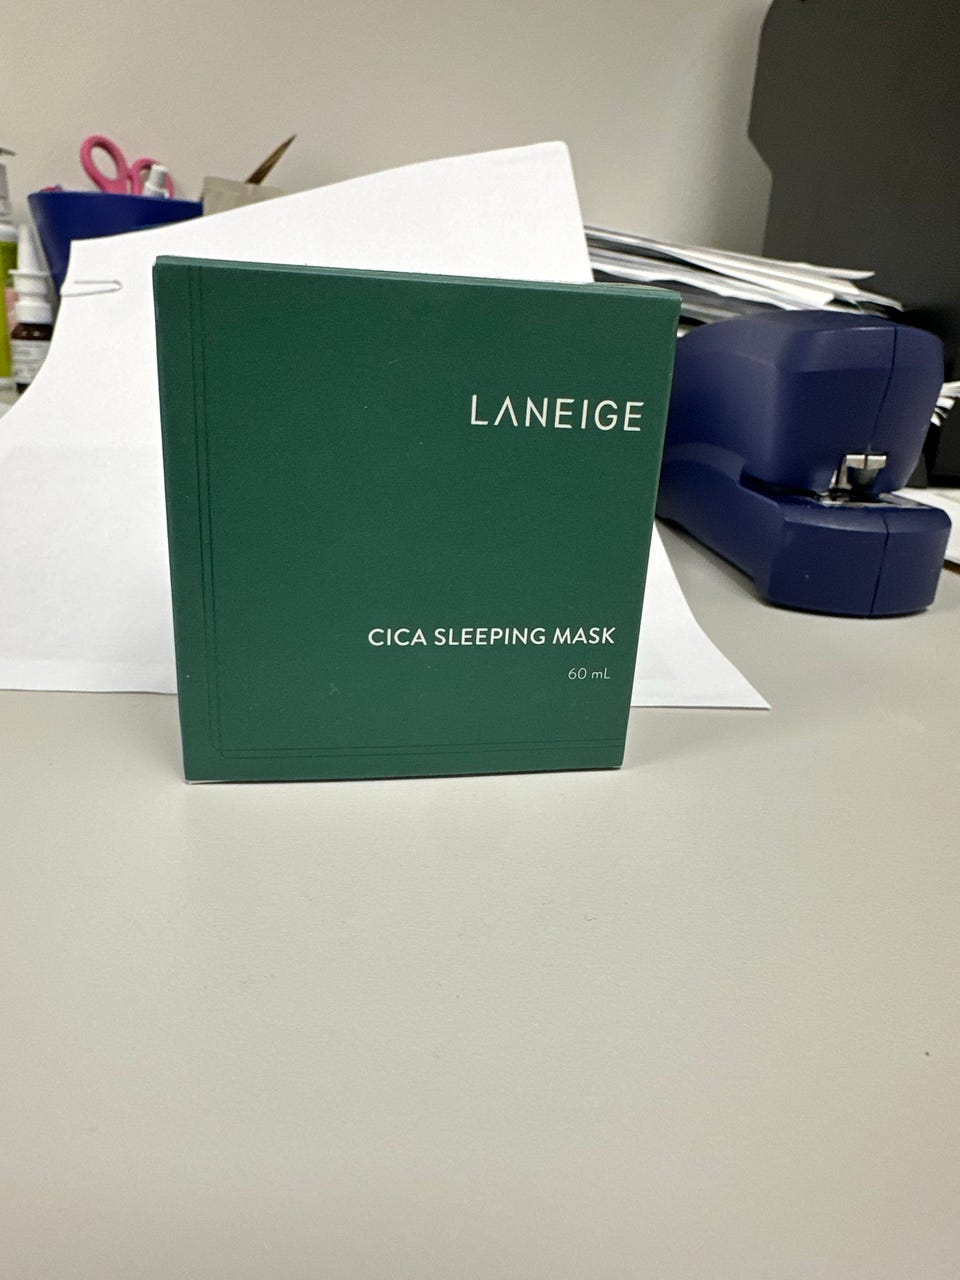 LANEIGE
CICA SLEEPING MASK
60 mL